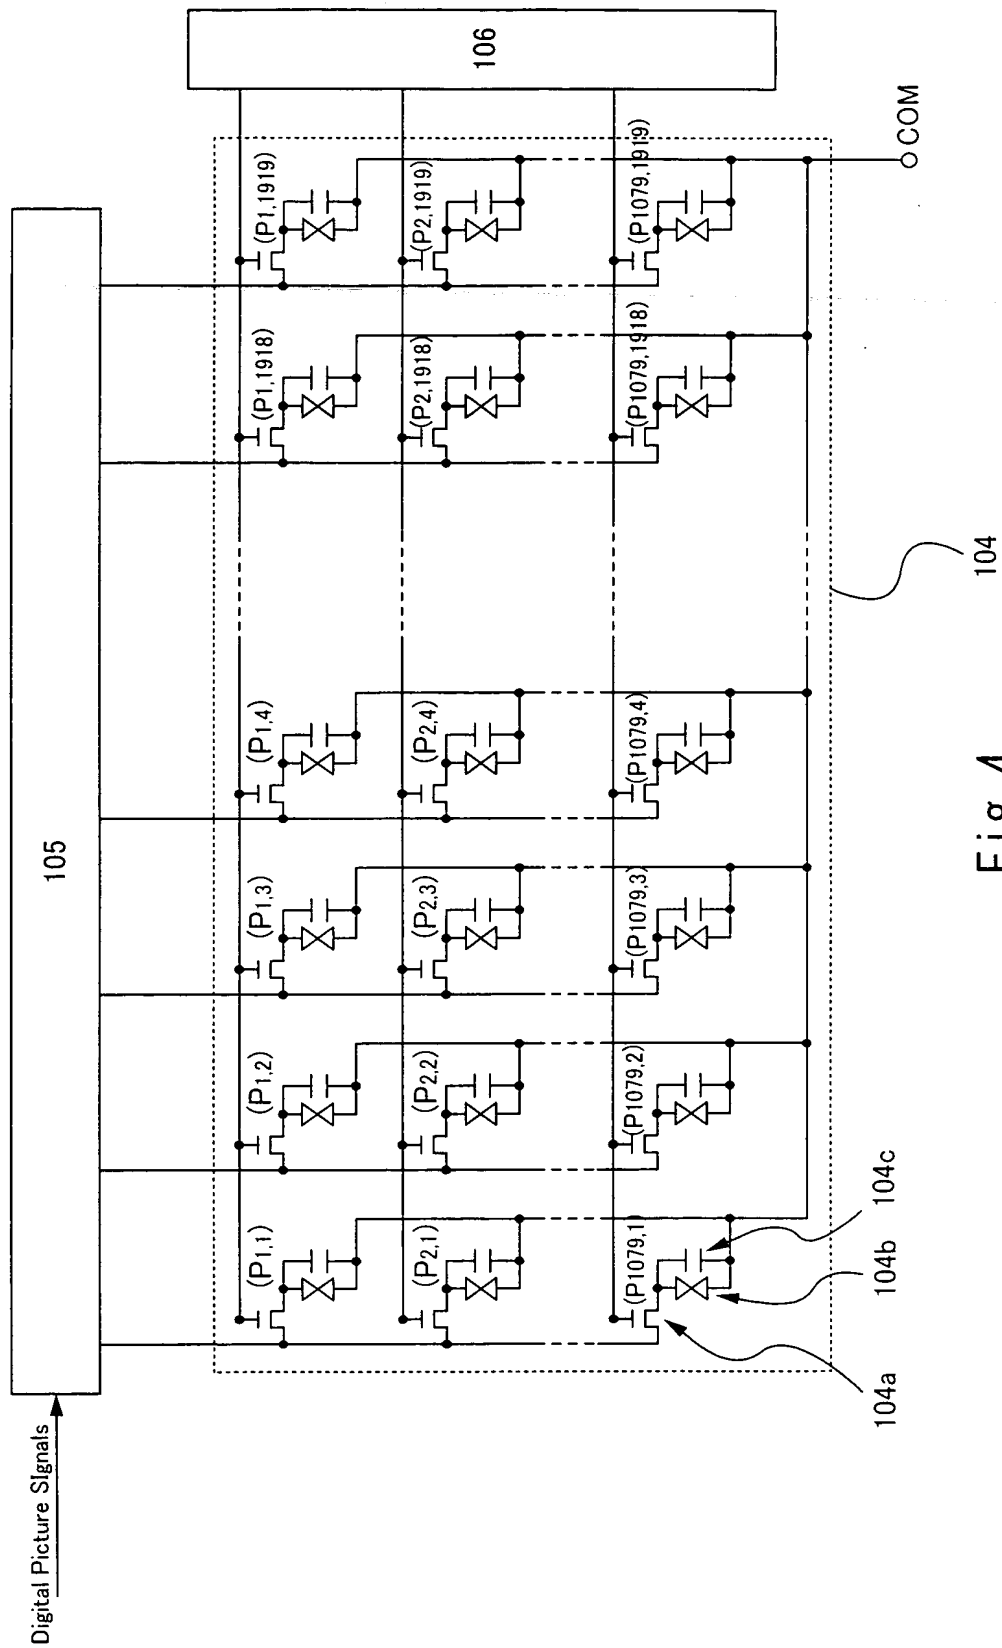 Digital Picture SIgnals
105
106
(P1,1)
(P1,2)
(P1,3)
(P1,4)
(P1,1918)
(P1,1919)
(P2,1)
(P2,2)
(P2,3)
(P2,4)
(P2,1918)
(P2,1919)
(P1079,1)
(P1079,2)
(P1079,3)
(P1079,4)
(P1079,1918)
(P1079,1919)
COM
104a
104b
104c
104
Fig. 4